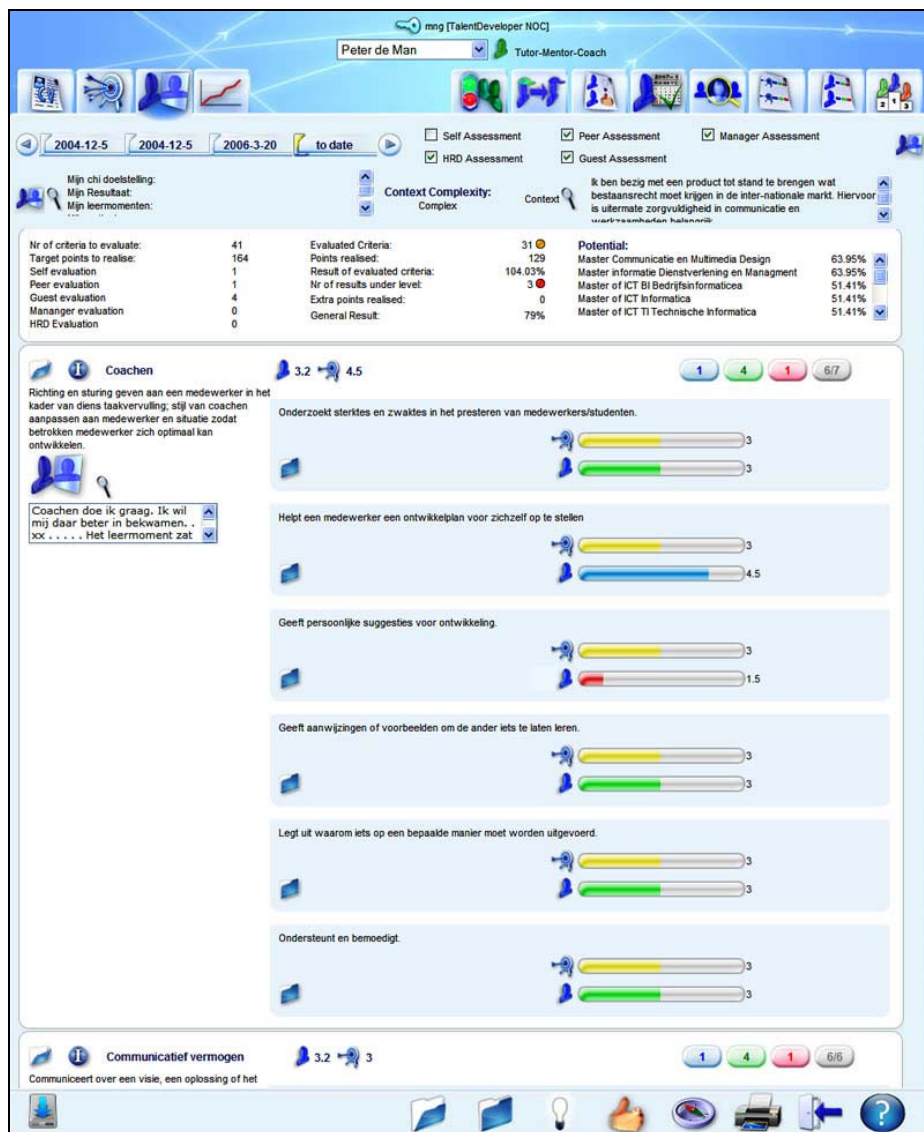 mng [TalentDeveloper NOC]
Peter de Man
Tutor-Mentor-Coach
2004-12-5
2004-12-5
2006-3-20
to date
Self Assessment
Peer Assessment
Manager Assessment
HRD Assessment
Guest Assessment
Mijn chi doelstelling:
Mijn Resultaat:
Mijn leermomenten:
Context Complexity:
Complex
Context
Ik ben bezig met een product tot stand te brengen wat
bestaansrecht moet krijgen in de inter-nationale markt. Hiervoor
is uitermate zorgvuldigheid in communicatie en
werkzaamheden belangrijk
Nr of criteria to evaluate: 41
Target points to realise: 164
Self evaluation 1
Peer evaluation 1
Guest evaluation 4
Mananger evaluation 0
HRD Evaluation 0
Evaluated Criteria: 31
Points realised: 129
Result of evaluated criteria: 104.03%
Nr of results under level: 3
Extra points realised: 0
General Result: 79%
Potential:
Master Communicatie en Multimedia Design 63.95%
Master informatie Dienstverlening en Managment 63.95%
Master of ICT BI Bedrijfsinformaticea 51.41%
Master of ICT Informatica 51.41%
Master of ICT TI Technische Informatica 51.41%
Coachen
Richting en sturing geven aan een medewerker in het
kader van diens taakvervulling; stijl van coachen
aanpassen aan medewerker en situatie zodat
betrokken medewerker zich optimaal kan
ontwikkelen.
Coachen doe ik graag. Ik wil
mij daar beter in bekwamen. .
xx . . . . . Het leermoment zat
3.2 4.5
1 4 1 6/7
Onderzoekt sterktes en zwaktes in het presteren van medewerkers/studenten.
3
3
Helpt een medewerker een ontwikkelplan voor zichzelf op te stellen
3
4.5
Geeft persoonlijke suggesties voor ontwikkeling.
3
1.5
Geeft aanwijzingen of voorbeelden om de ander iets te laten leren.
3
3
Legt uit waarom iets op een bepaalde manier moet worden uitgevoerd.
3
3
Ondersteunt en bemoedigt.
3
3
Communicatief vermogen
3.2 3
1 4 1 6/6
Communiceert over een visie, een oplossing of het